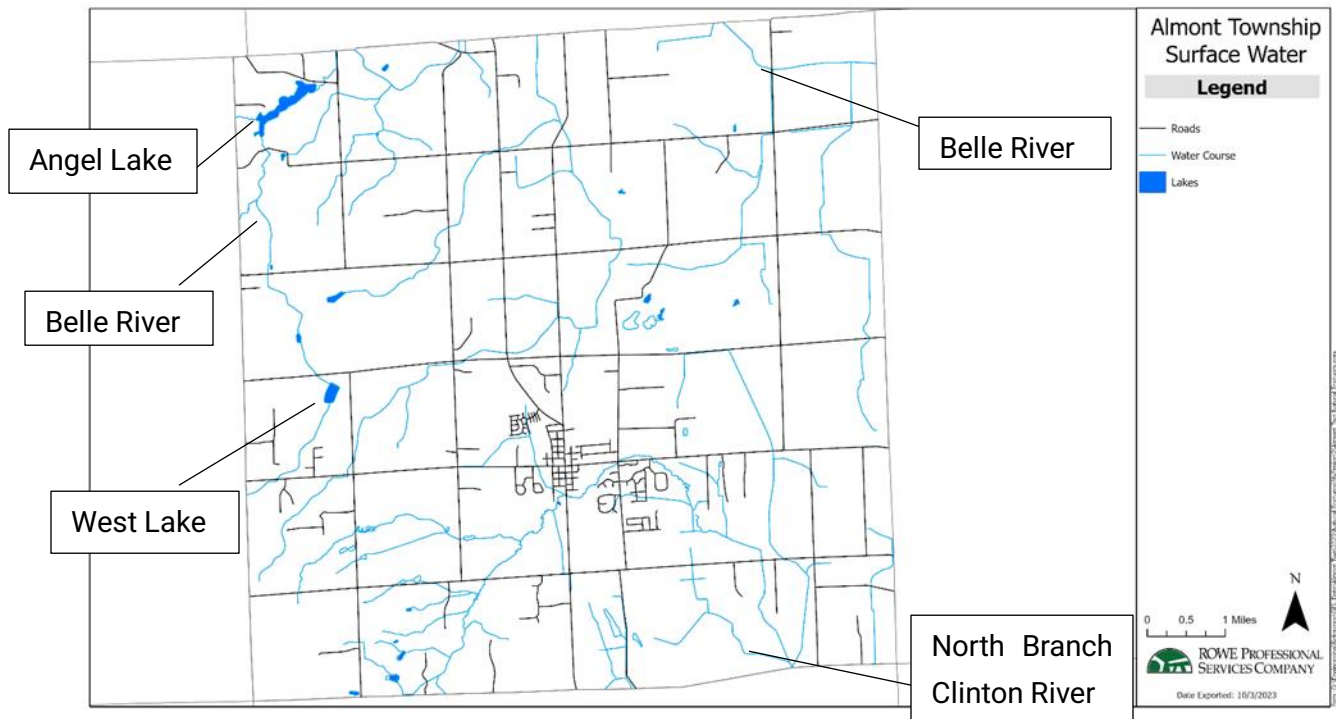 Almont Township
Surface Water
Legend
Roads
Water Course
Lakes
Angel Lake
Belle River
Belle River
West Lake
North Branch
Clinton River
N
0 0.5 1 Miles
ROWE PROFESSIONAL
SERVICES COMPANY
Date Exported: 10/3/2023